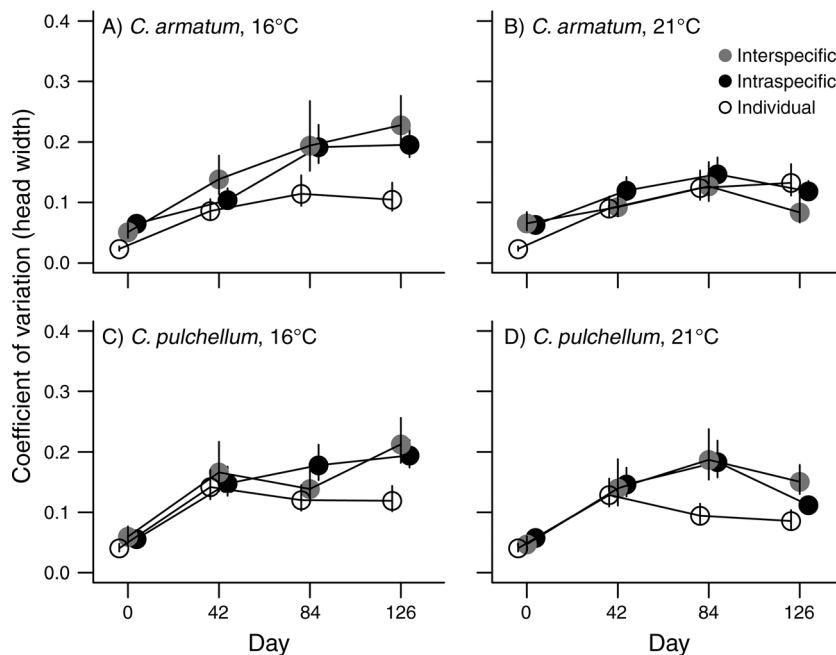 A) C. armatum, 16°C
B) C. armatum, 21°C
Interspecific
Intraspecific
Individual
0.4
0.3
0.2
0.1
0.0
Coefficient of variation (head width)
C) C. pulchellum, 16°C
D) C. pulchellum, 21°C
0.4
0.3
0.2
0.1
0.0
0 42 84 126
0 42 84 126
Day
Day